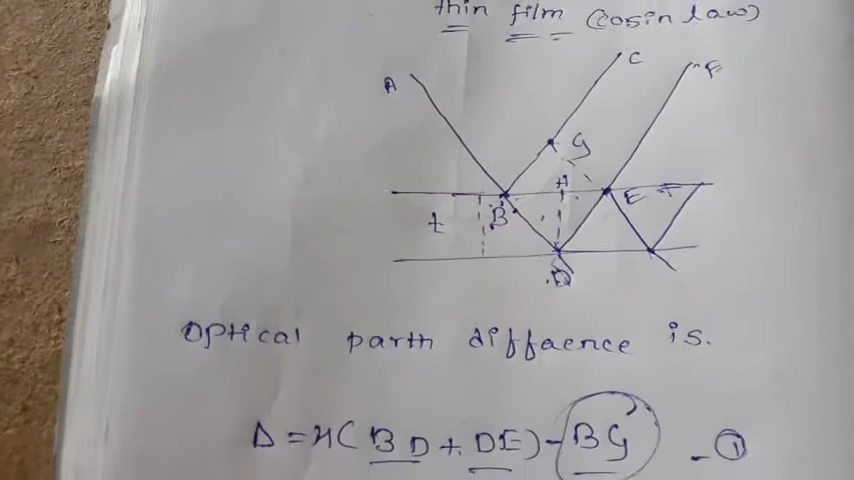 thin film (cosin law)
A
C
F
G
H
t
B
E
D
optical parth diffaence is.
Δ = μ( BD + DE) - BG - ①